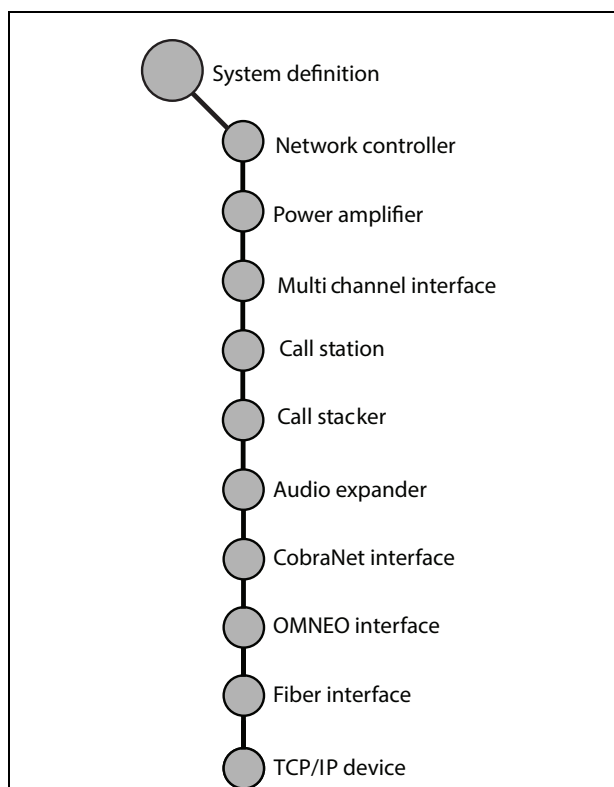 System definition
Network controller
Power amplifier
Multi channel interface
Call station
Call stacker
Audio expander
CobraNet interface
OMNEO interface
Fiber interface
TCP/IP device